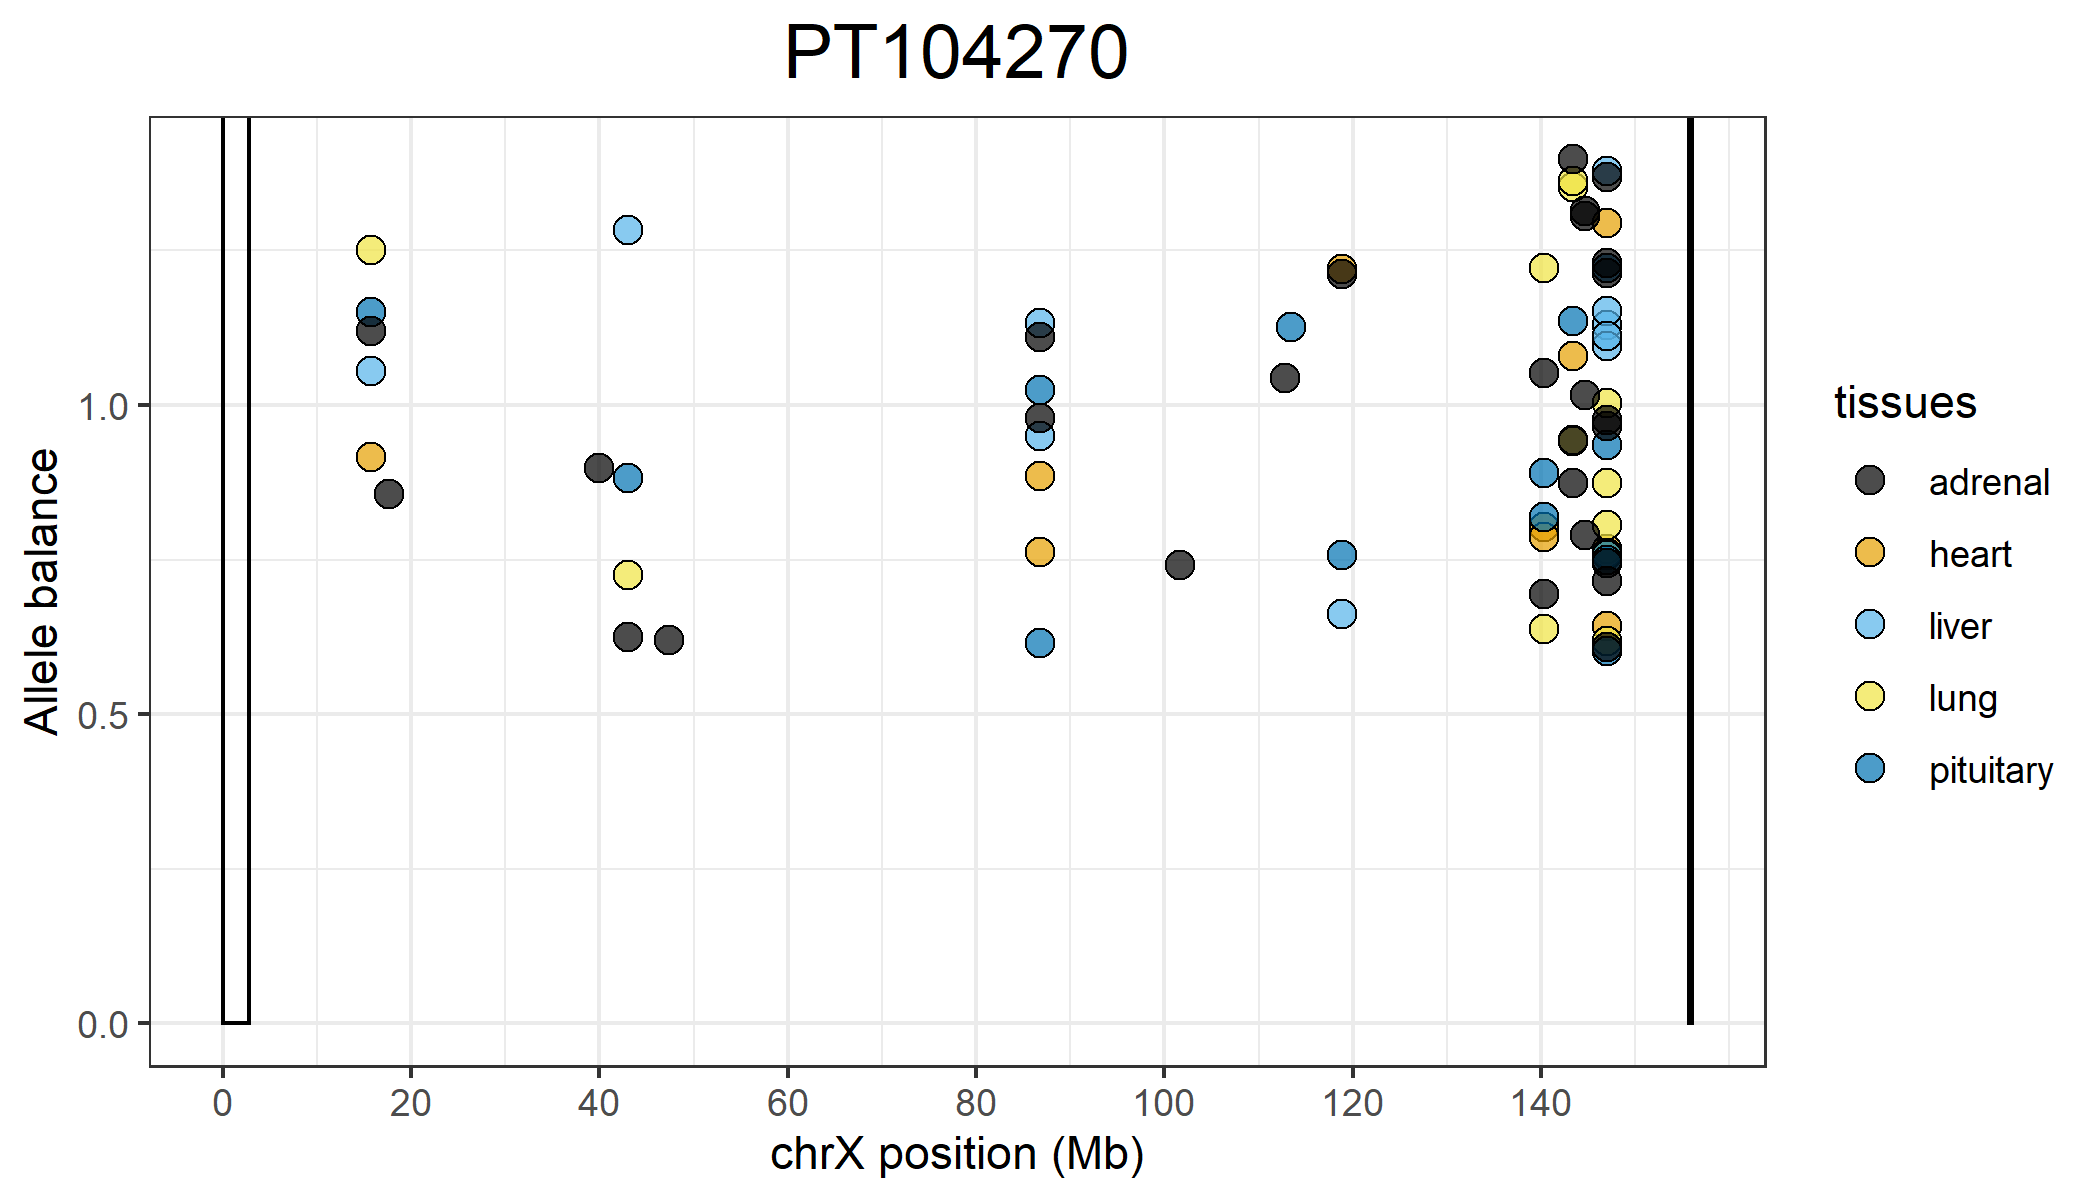 PT104270
Allele balance
1.0
0.5
0.0
0 20 40 60 80 100 120 140
chrX position (Mb)
tissues
adrenal
heart
liver
lung
pituitary